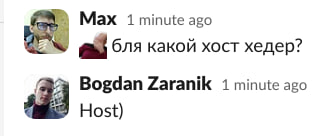 Max 1 minute ago
бля какой хост хедер?
Bogdan Zaranik 1 minute ago
Host)